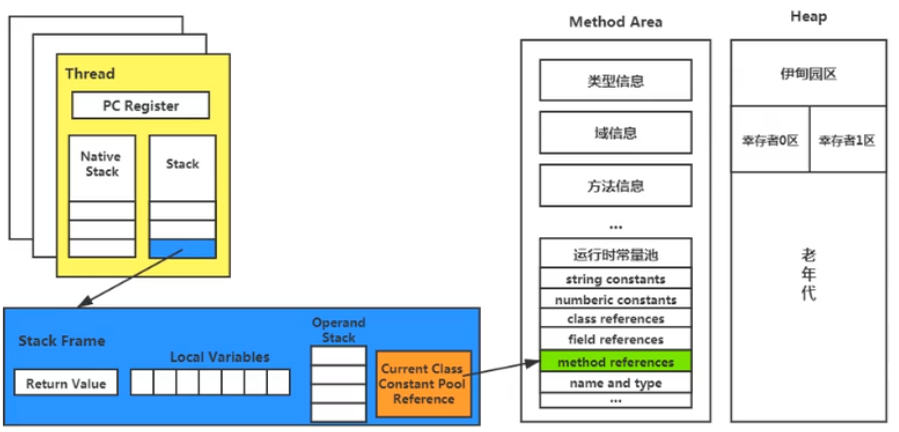 Thread
PC Register
Native
Stack
Stack
Stack Frame
Return Value
Local Variables
Operand
Stack
Current Class
Constant Pool
Reference
Method Area
类型信息
域信息
方法信息
...
运行时常量池
string constants
numberic constants
class references
field references
method references
name and type
...
Heap
伊甸园区
幸存者0区
幸存者1区
老
年
代